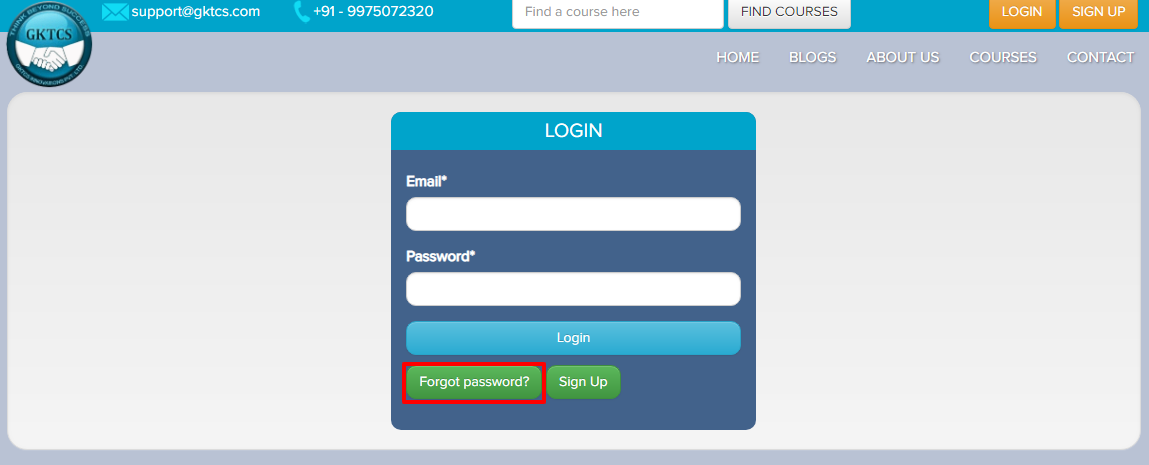 THINK BEYOND SUCCESS
GKTCS
GKTCS INNOVATIONS PVT. LTD.
support@gktcs.com
+91 - 9975072320
Find a course here
FIND COURSES
LOGIN
SIGN UP
HOME
BLOGS
ABOUT US
COURSES
CONTACT
LOGIN
Email*
Password*
Login
Forgot password?
Sign Up